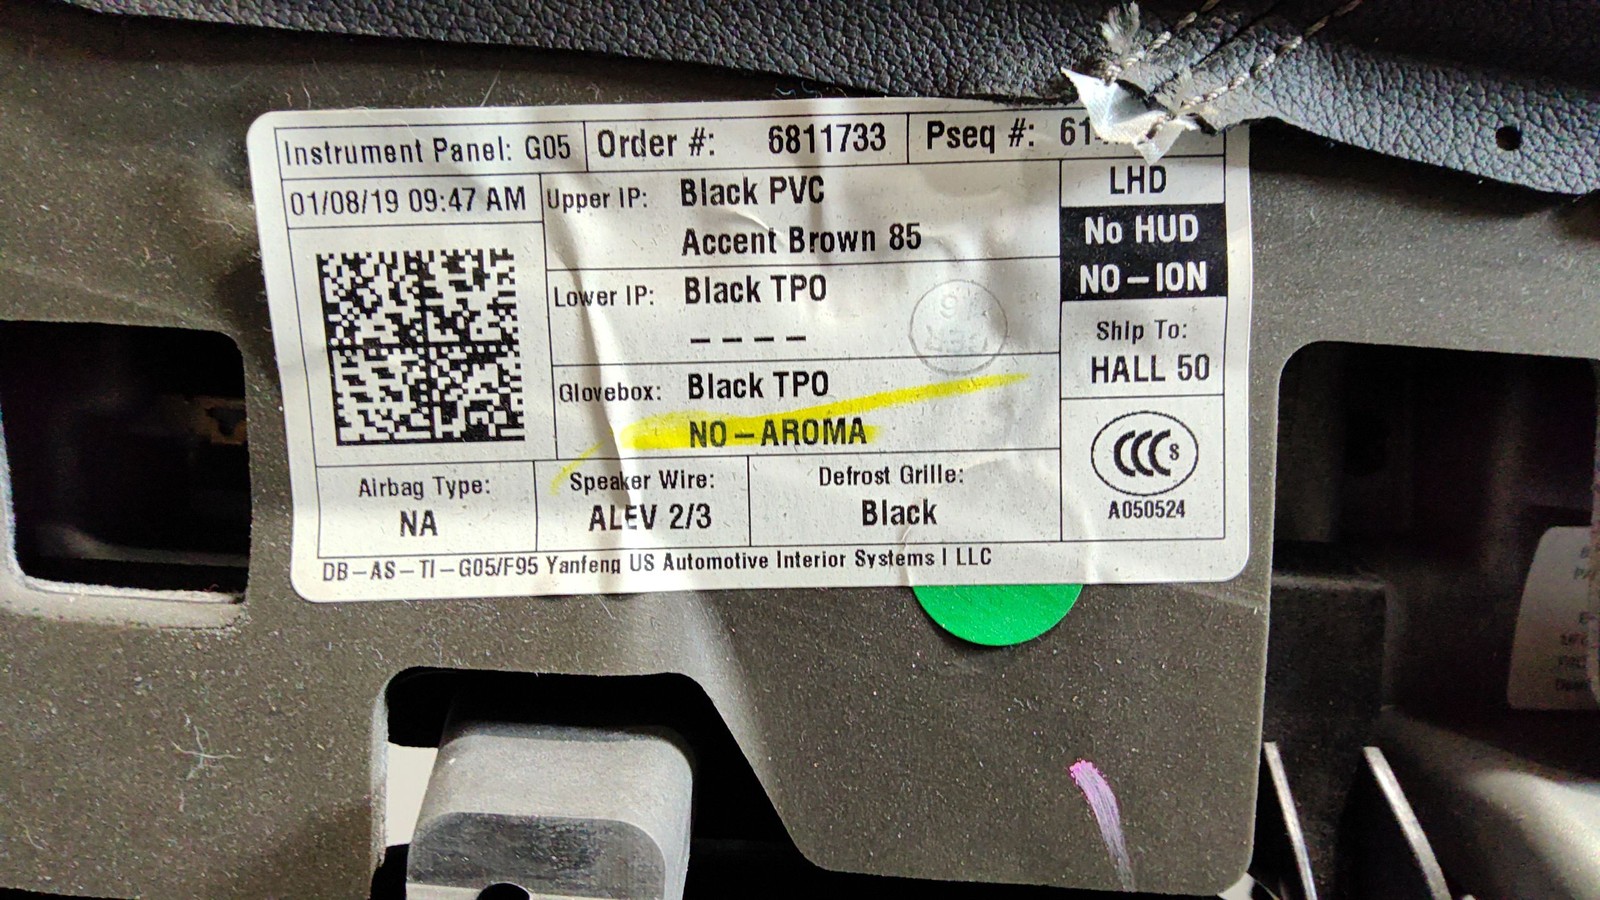 Instrument Panel: G05
Order #: 6811733
Pseq #:
01/08/19 09:47 AM
Upper IP: Black PVC
Accent Brown 85
Lower IP: Black TPO
----
Glovebox: Black TPO
NO-AROMA
LHD
No HUD
NO-ION
Ship To:
HALL 50
CCC S
A050524
Airbag Type:
NA
Speaker Wire:
ALEV 2/3
Defrost Grille:
Black
DB-AS-TI-G05/F95 Yanfeng US Automotive Interior Systems I LLC